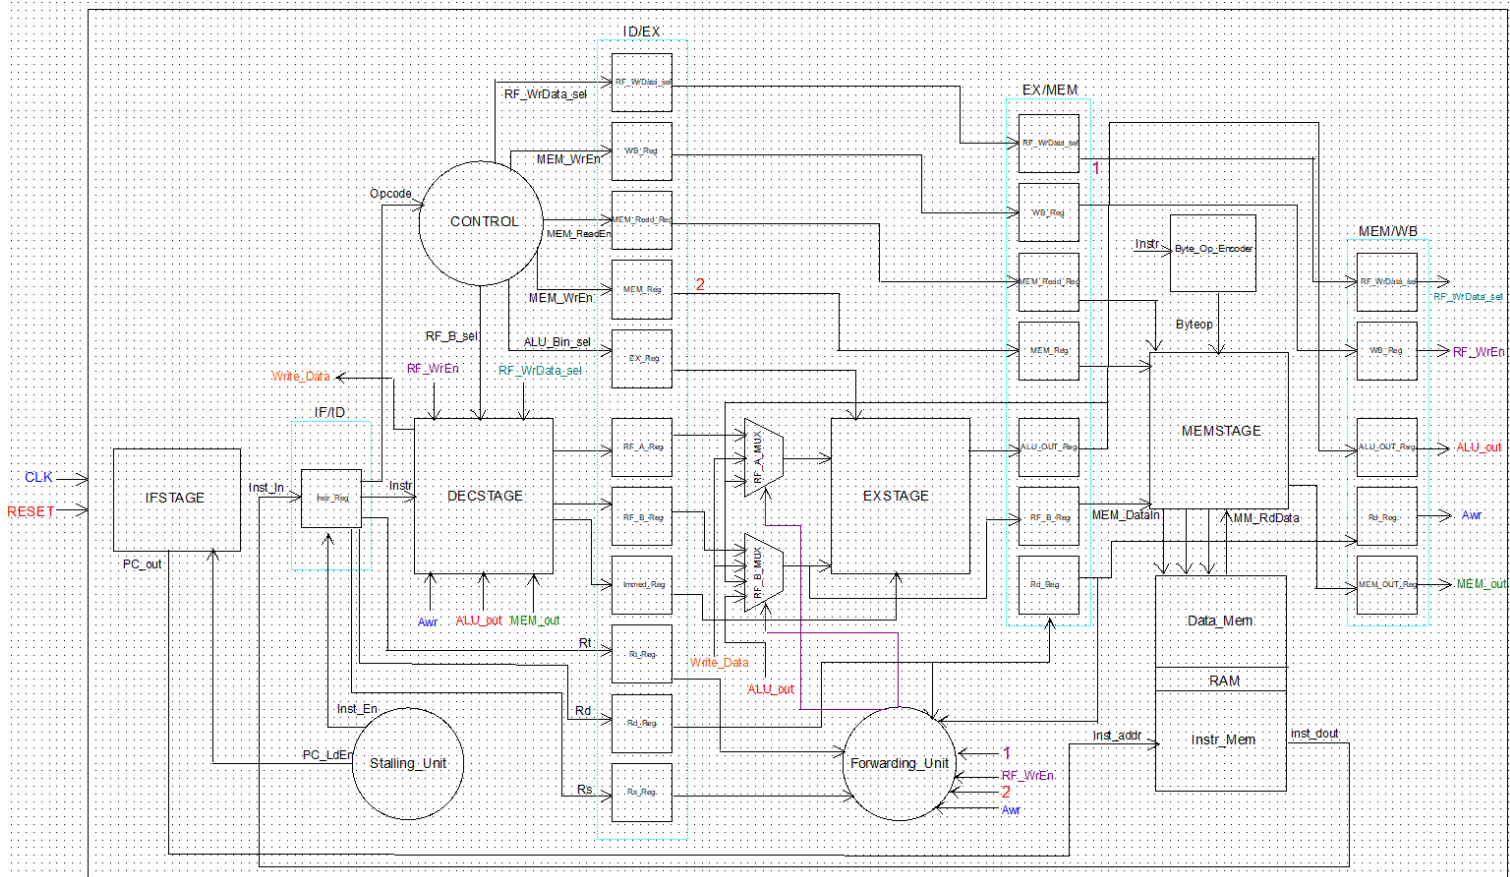 ID/EX
RF_WrData_sel
RF_WrData_sel
EX/MEM
RF_WrData_sel
1
WB_Reg
MEM_WrEn
Opcode
CONTROL
MEM_Read_Reg
MEM_ReadEn
WB_Reg
Instr
Byte_Op_Encoder
MEM/WB
MEM_Reg
2
MEM_WrEn
MEM_Read_Reg
RF_WrData_sel
RF_WrData_sel
Byteop
RF_B_sel
ALU_Bin_sel
EX_Reg
MEM_Reg
WB_Reg
RF_WrEn
Write_Data
RF_WrEn
RF_WrData_sel
IF/ID
MEMSTAGE
RF_A_Reg
RF_A_MUX
ALU_OUT_Reg
ALU_OUT_Reg
ALU_out
CLK
RESET
IFSTAGE
Inst_In
Instr_Reg
Instr
DECSTAGE
EXSTAGE
RF_B_Reg
RF_B_Reg
MEM_DataIn
MM_RdData
Rd_Reg
Awr
PC_out
Immed_Reg
RF_B_MUX
Rd_Reg
MEM_OUT_Reg
MEM_out
Awr
ALU_out
MEM_out
Data_Mem
Rt
Rt_Reg
Write_Data
ALU_out
RAM
Inst_En
Rd
Rd_Reg
PC_LdEn
Stalling_Unit
Forwarding_Unit
1
inst_addr
Instr_Mem
inst_dout
RF_WrEn
2
Rs
Rs_Reg
Awr